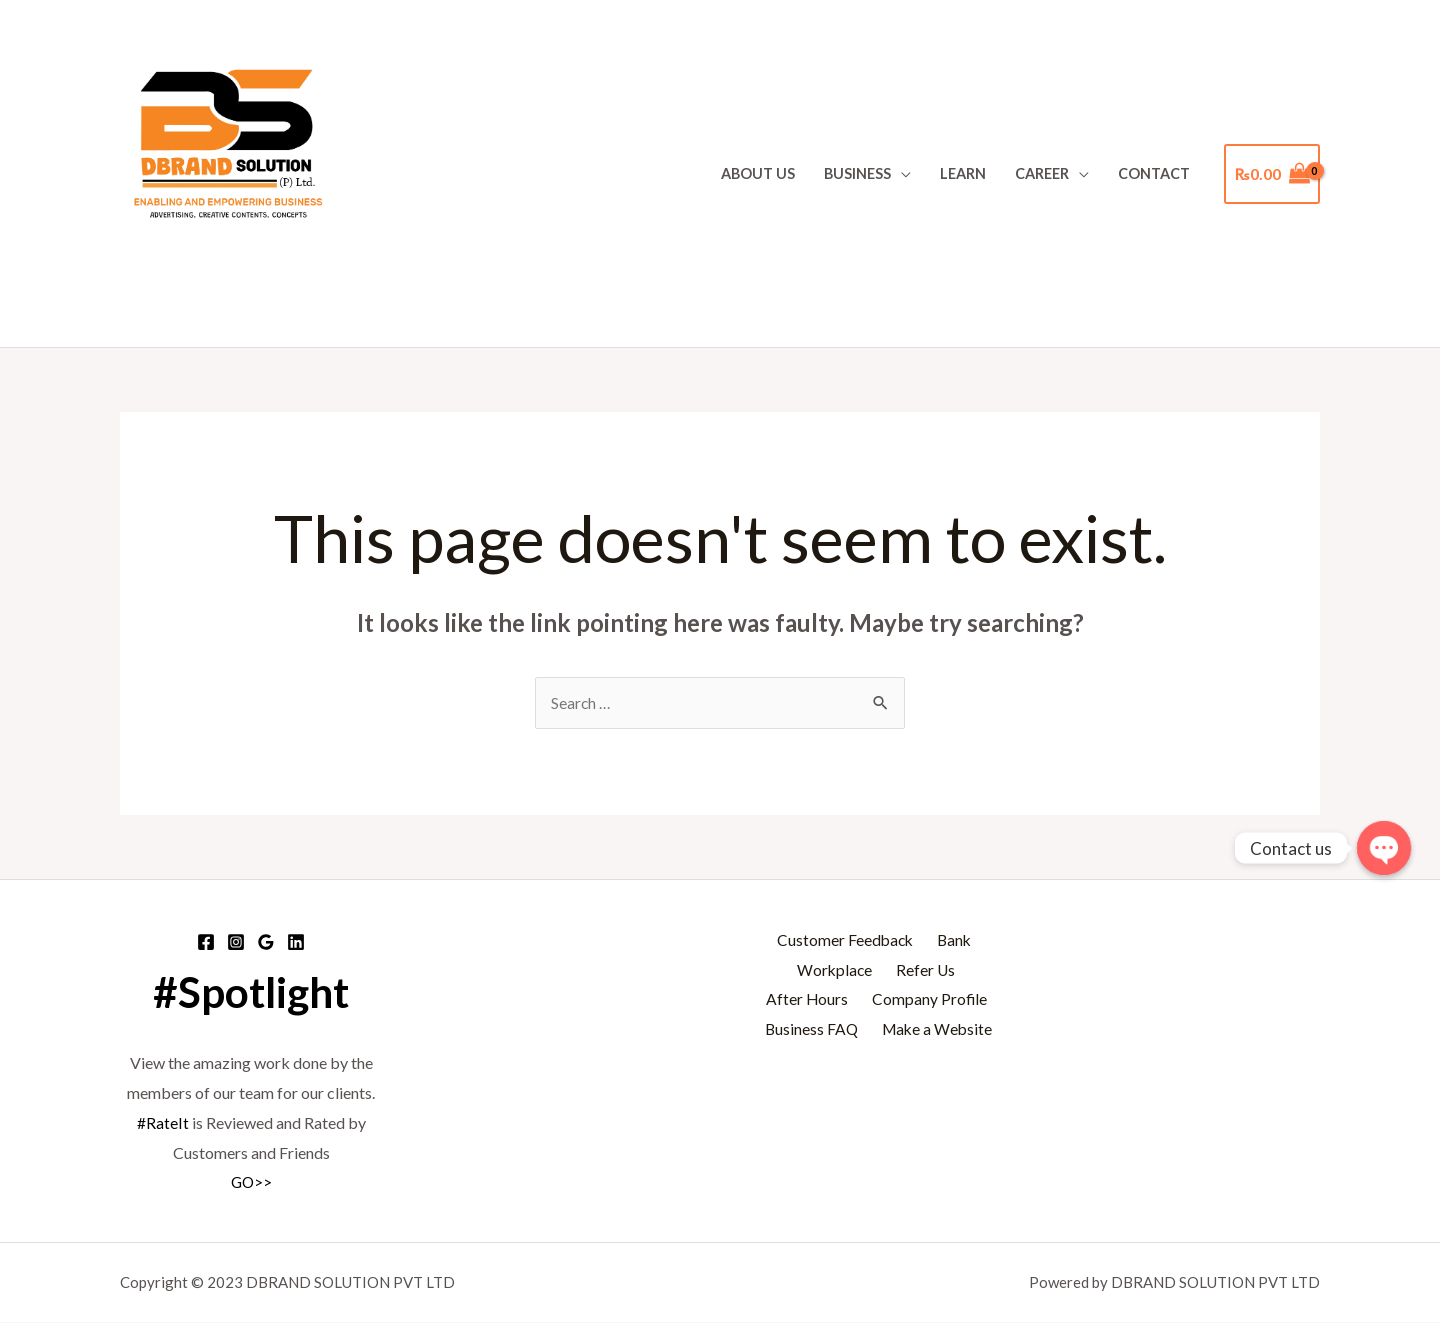 BS
DBRAND SOLUTION
(P) Ltd.
ENABLING AND EMPOWERING BUSINESS
ADVERTISING. CREATIVE CONTENTS. CONCEPTS
ABOUT US BUSINESS LEARN CAREER CONTACT ₨0.00 0
This page doesn't seem to exist.
It looks like the link pointing here was faulty. Maybe try searching?
Search ...
Contact us
#Spotlight
View the amazing work done by the
members of our team for our clients.
#RateIt is Reviewed and Rated by
Customers and Friends
GO>>
Customer Feedback Bank
Workplace Refer Us
After Hours Company Profile
Business FAQ Make a Website
Copyright © 2023 DBRAND SOLUTION PVT LTD
Powered by DBRAND SOLUTION PVT LTD